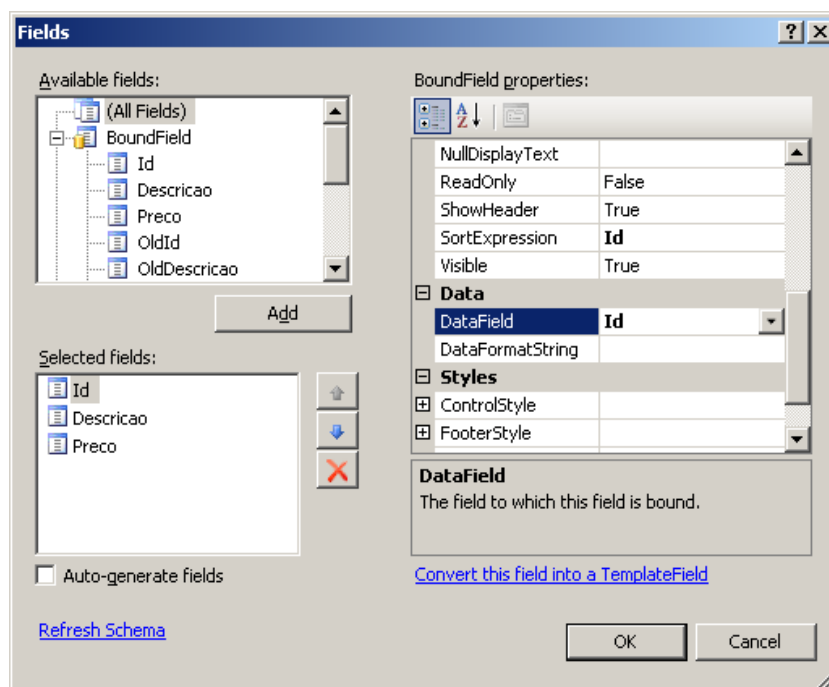 Fields
Available fields:
(All Fields)
BoundField
Id
Descricao
Preco
OldId
OldDescricao
Add
Selected fields:
Id
Descricao
Preco
Auto-generate fields
Refresh Schema
BoundField properties:
NullDisplayText
ReadOnly False
ShowHeader True
SortExpression Id
Visible True
Data
DataField Id
DataFormatString
Styles
ControlStyle
FooterStyle
DataField
The field to which this field is bound.
Convert this field into a TemplateField
OK Cancel